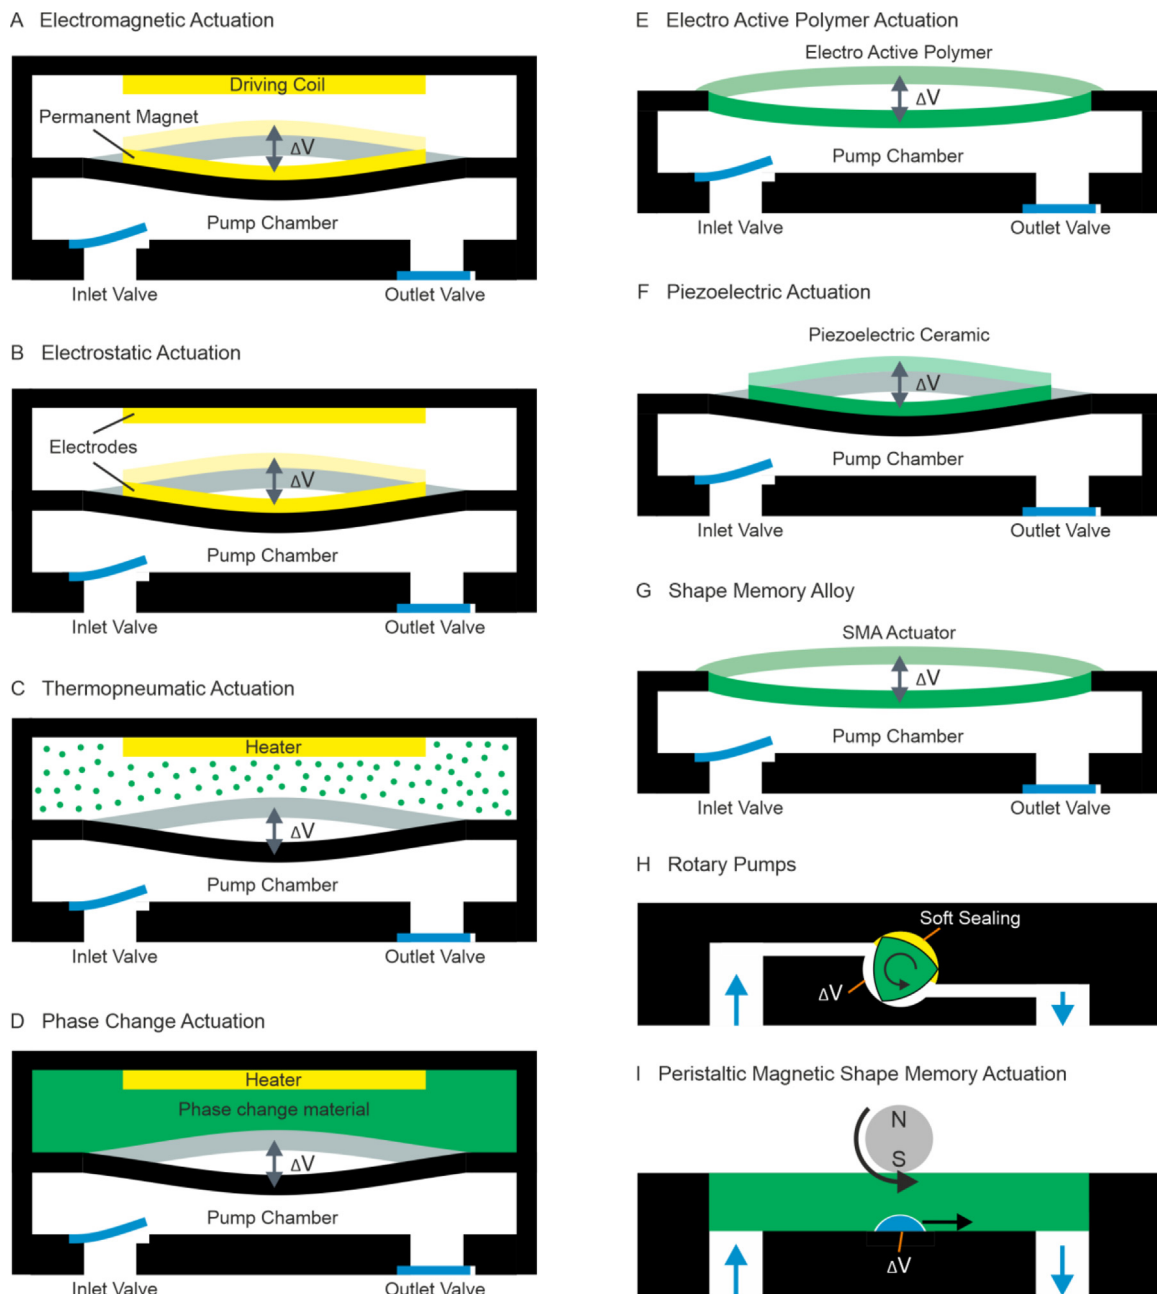 A Electromagnetic Actuation
Driving Coil
Permanent Magnet
ΔV
Pump Chamber
Inlet Valve
Outlet Valve
B Electrostatic Actuation
Electrodes
ΔV
Pump Chamber
Inlet Valve
Outlet Valve
C Thermopneumatic Actuation
Heater
ΔV
Pump Chamber
Inlet Valve
Outlet Valve
D Phase Change Actuation
Heater
Phase change material
ΔV
Pump Chamber
Inlet Valve
Outlet Valve
E Electro Active Polymer Actuation
Electro Active Polymer
ΔV
Pump Chamber
Inlet Valve
Outlet Valve
F Piezoelectric Actuation
Piezoelectric Ceramic
ΔV
Pump Chamber
Inlet Valve
Outlet Valve
G Shape Memory Alloy
SMA Actuator
ΔV
Pump Chamber
Inlet Valve
Outlet Valve
H Rotary Pumps
Soft Sealing
ΔV
I Peristaltic Magnetic Shape Memory Actuation
N
S
ΔV